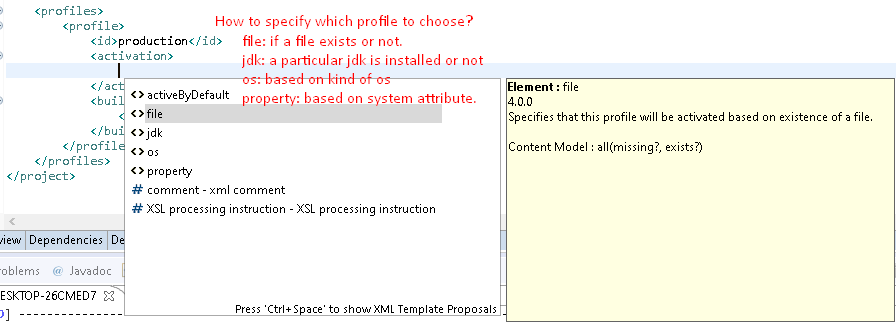 <profiles>
How to specify which profile to choose?
<profile>
<id>production</id>
file: if a file exists or not.
<activation>
jdk: a particular jdk is installed or not
os: based on kind of os
</act
property: based on system attribute.
<> activeByDefault
<> file
<> jdk
<> os
<> property
# comment - xml comment
# XSL processing instruction - XSL processing instruction
Press 'Ctrl+Space' to show XML Template Proposals
Element : file
4.0.0
Specifies that this profile will be activated based on existence of a file.
Content Model : all(missing?, exists?)
<bui
<
</bui
</profile>
</profiles>
</project>
view Dependencies De
roblems @ Javadoc
ESKTOP-26CMED7